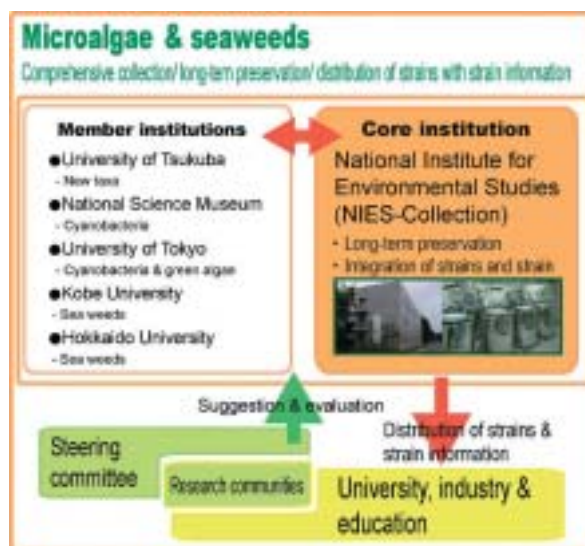 Microalgae & seaweeds
Comprehensive collection/ long-term preservation/ distribution of strains with strain information
Member institutions
●University of Tsukuba
- New taxa
●National Science Museum
- Cyanobacteria
●University of Tokyo
- Cyanobacteria & green algae
●Kobe University
- Sea weeds
●Hokkaido University
- Sea weeds
Core institution
National Institute for
Environmental Studies
(NIES-Collection)
・Long-term preservation
・Integration of strains and strain
Suggestion & evaluation
Distribution of strains &
strain information
Steering
committee
Research communities
University, industry &
education